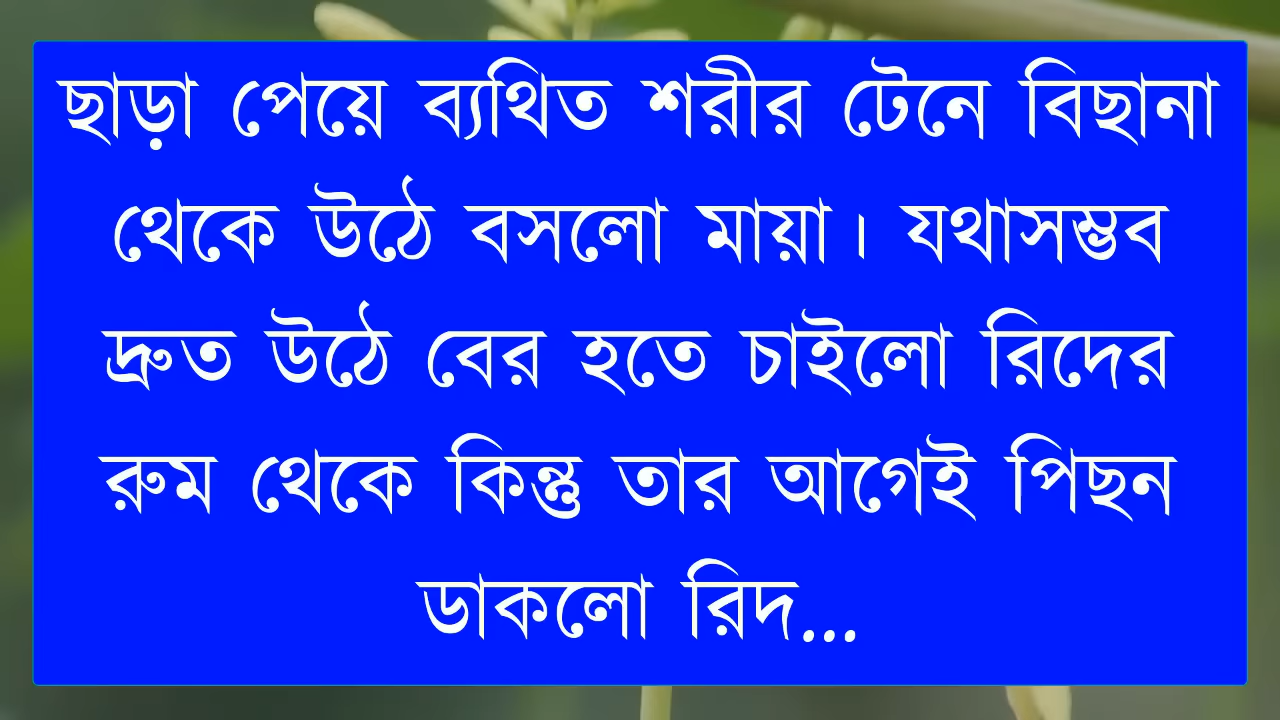 ছাড়া পেয়ে ব্যথিত শরীর টেনে বিছানা
থেকে উঠে বসলো মায়া। যথাসম্ভব
দ্রুত উঠে বের হতে চাইলো রিদের
রুম থেকে কিন্তু তার আগেই পিছন
ডাকলো রিদ...